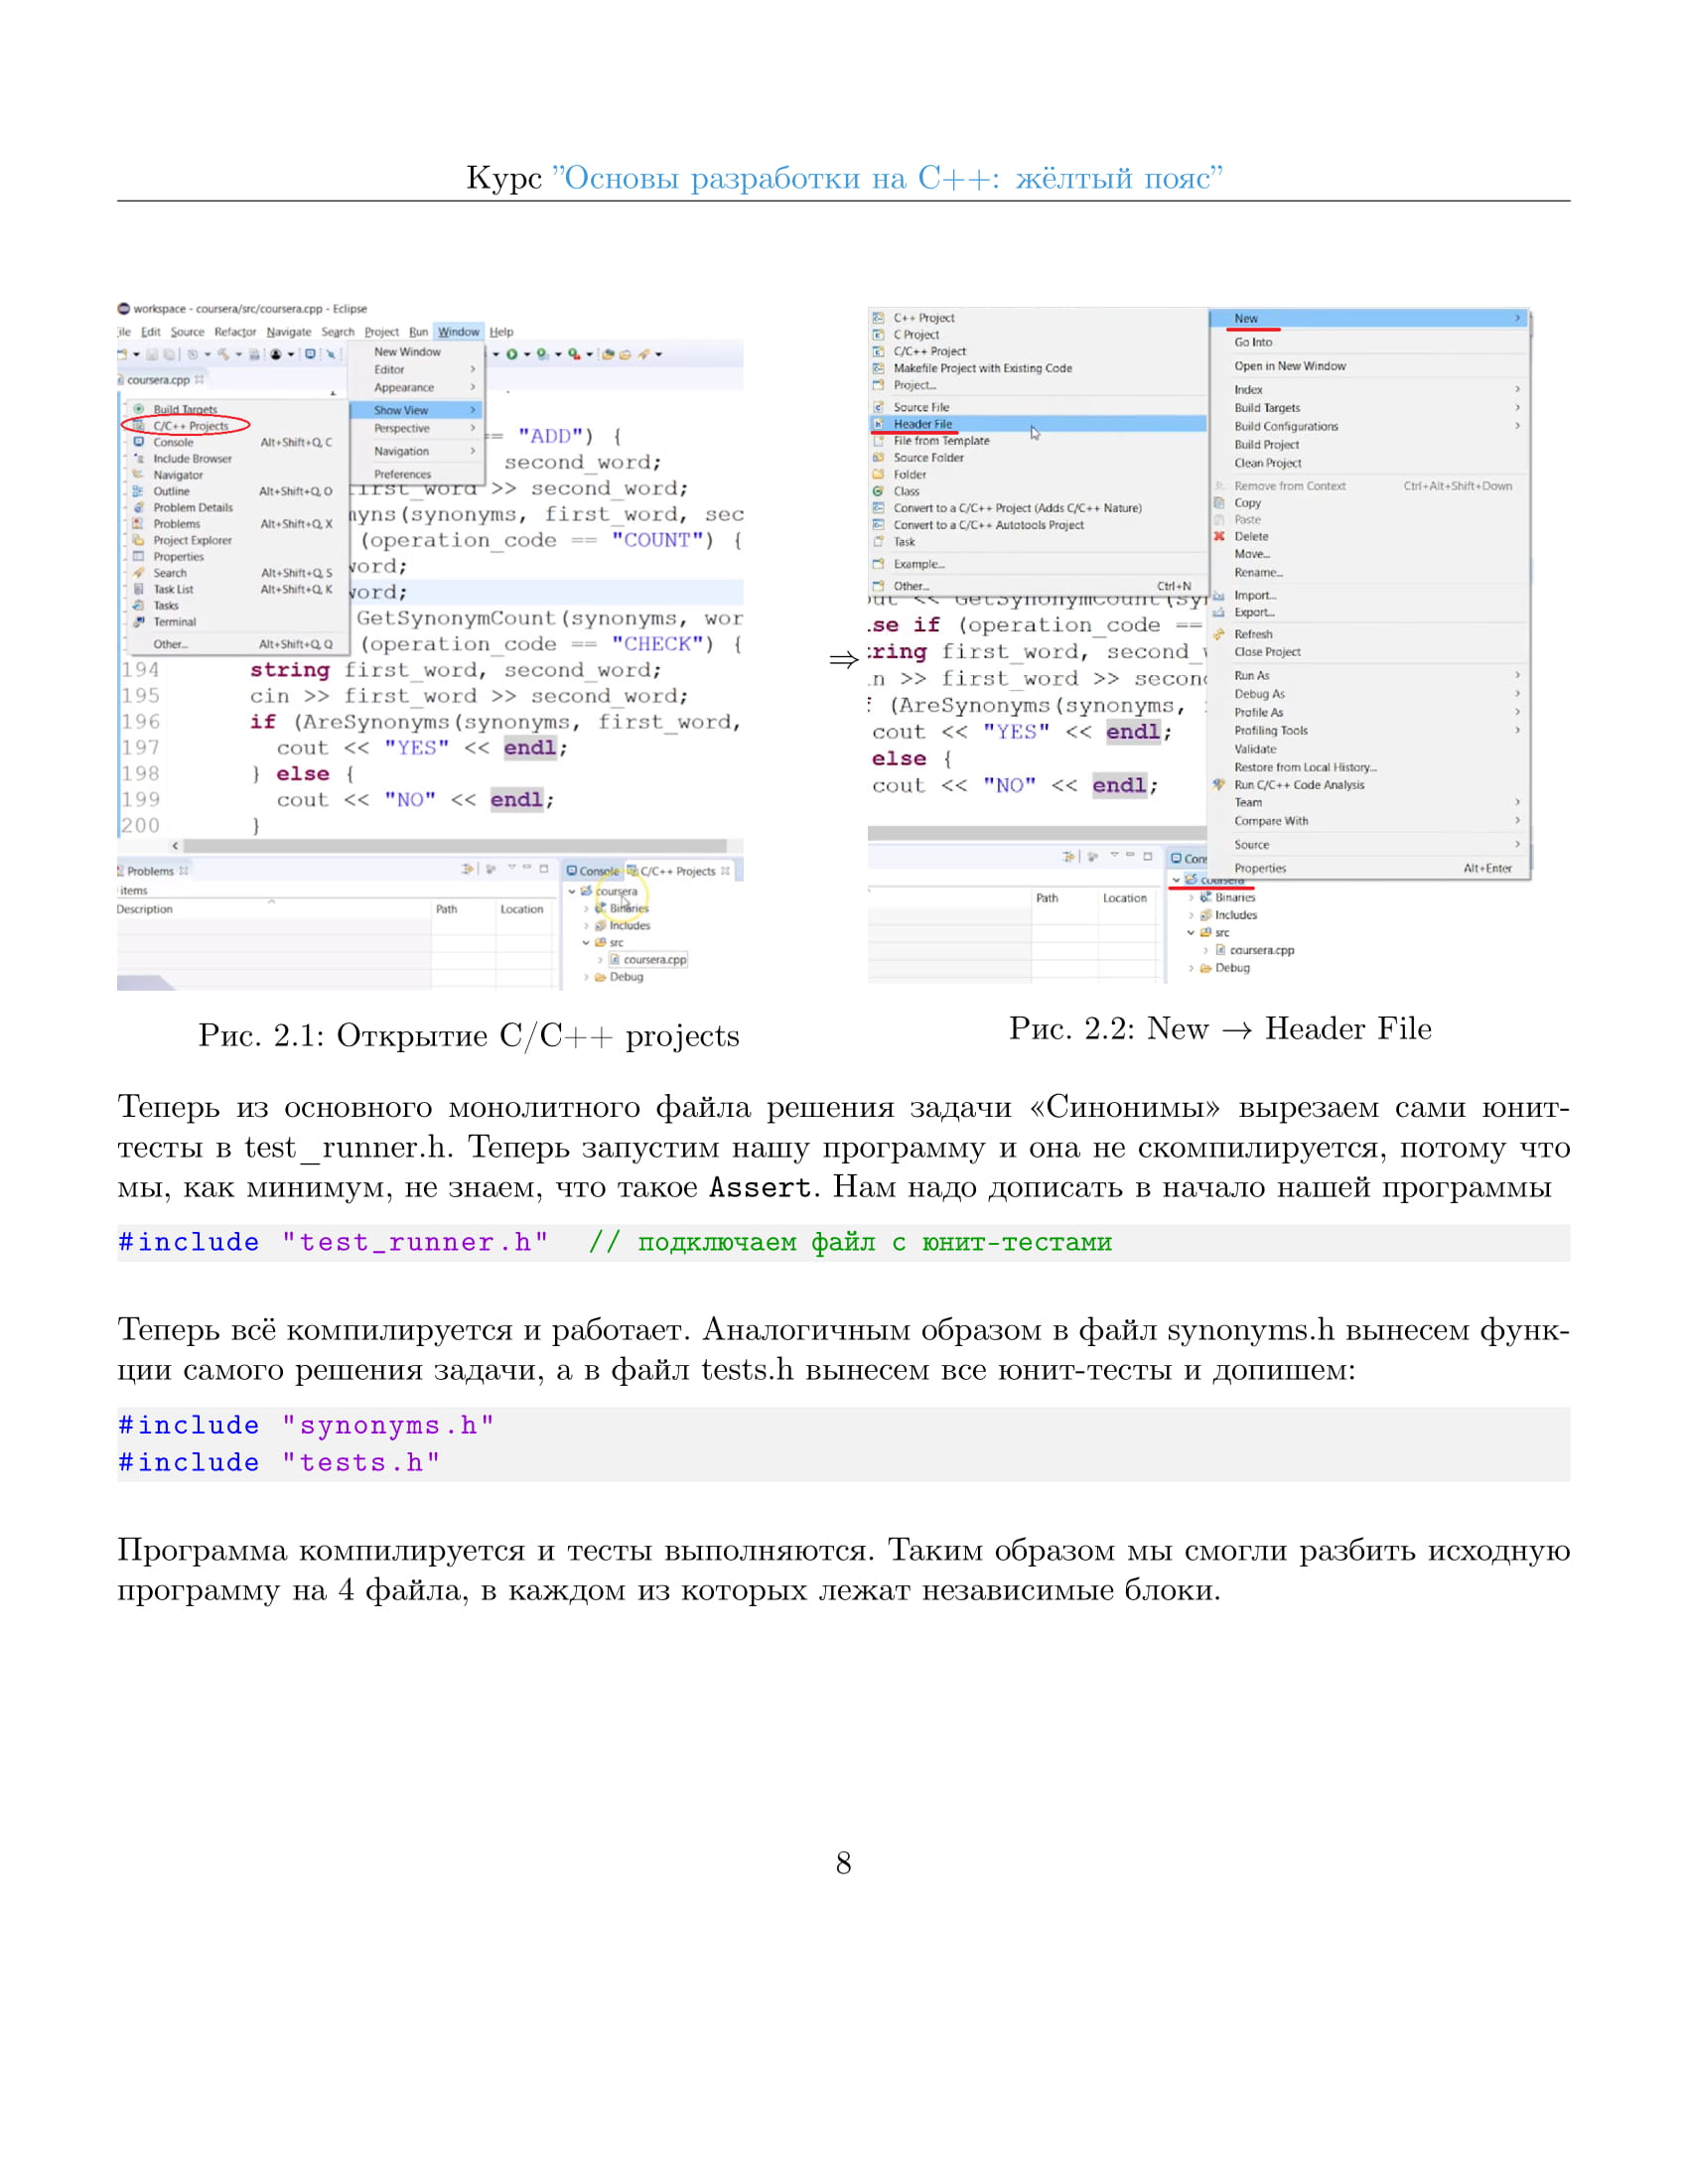 Курс ”Основы разработки на C++: жёлтый пояс”
workspace - coursera/src/coursera.cpp - Eclipse
File Edit Source Refactor Navigate Search Project Run Window Help
coursera.cpp
New Window
Editor
Appearance
Show View
Perspective
Navigation
Preferences
Build Targets
C/C++ Projects
Console Alt+Shift+Q, C
Include Browser
Navigator
Outline Alt+Shift+Q, O
Problem Details
Problems Alt+Shift+Q, X
Project Explorer
Properties
Search Alt+Shift+Q, S
Task List Alt+Shift+Q, K
Tasks
Terminal
Other... Alt+Shift+Q, Q
== "ADD") {
second_word;
first_word >> second_word;
nyns(synonyms, first_word, sec
(operation_code == "COUNT") {
word;
word;
GetSynonymCount(synonyms, wor
(operation_code == "CHECK") {
194 string first_word, second_word;
195 cin >> first_word >> second_word;
196 if (AreSynonyms(synonyms, first_word,
197 cout << "YES" << endl;
198 } else {
199 cout << "NO" << endl;
200 }
Problems
items
Description Path Location
Console C/C++ Projects
coursera
Binaries
Includes
src
coursera.cpp
Debug
⇒
C++ Project
C Project
C/C++ Project
Makefile Project with Existing Code
Project...
Source File
Header File
File from Template
Source Folder
Folder
Class
Convert to a C/C++ Project (Adds C/C++ Nature)
Convert to a C/C++ Autotools Project
Task
Example...
Other... Ctrl+N
New
Go Into
Open in New Window
Index
Build Targets
Build Configurations
Build Project
Clean Project
Remove from Context Ctrl+Alt+Shift+Down
Copy
Paste
Delete
Move...
Rename...
Import...
Export...
Refresh
Close Project
Run As
Debug As
Profile As
Profiling Tools
Validate
Restore from Local History...
Run C/C++ Code Analysis
Team
Compare With
Source
Properties Alt+Enter
out << GetSynonymCount(sy
se if (operation_code ==
ring first_word, second_
n >> first_word >> secon
(AreSynonyms(synonyms,
cout << "YES" << endl;
else {
cout << "NO" << endl;
Path Location
Cons
coursera
Binaries
Includes
src
coursera.cpp
Debug
Рис. 2.1: Открытие C/C++ projects
Рис. 2.2: New → Header File
Теперь из основного монолитного файла решения задачи «Синонимы» вырезаем сами юнит-
тесты в test_runner.h. Теперь запустим нашу программу и она не скомпилируется, потому что
мы, как минимум, не знаем, что такое Assert. Нам надо дописать в начало нашей программы
#include "test_runner.h" // подключаем файл с юнит-тестами
Теперь всё компилируется и работает. Аналогичным образом в файл synonyms.h вынесем функ-
ции самого решения задачи, а в файл tests.h вынесем все юнит-тесты и допишем:
#include "synonyms.h"
#include "tests.h"
Программа компилируется и тесты выполняются. Таким образом мы смогли разбить исходную
программу на 4 файла, в каждом из которых лежат независимые блоки.
8